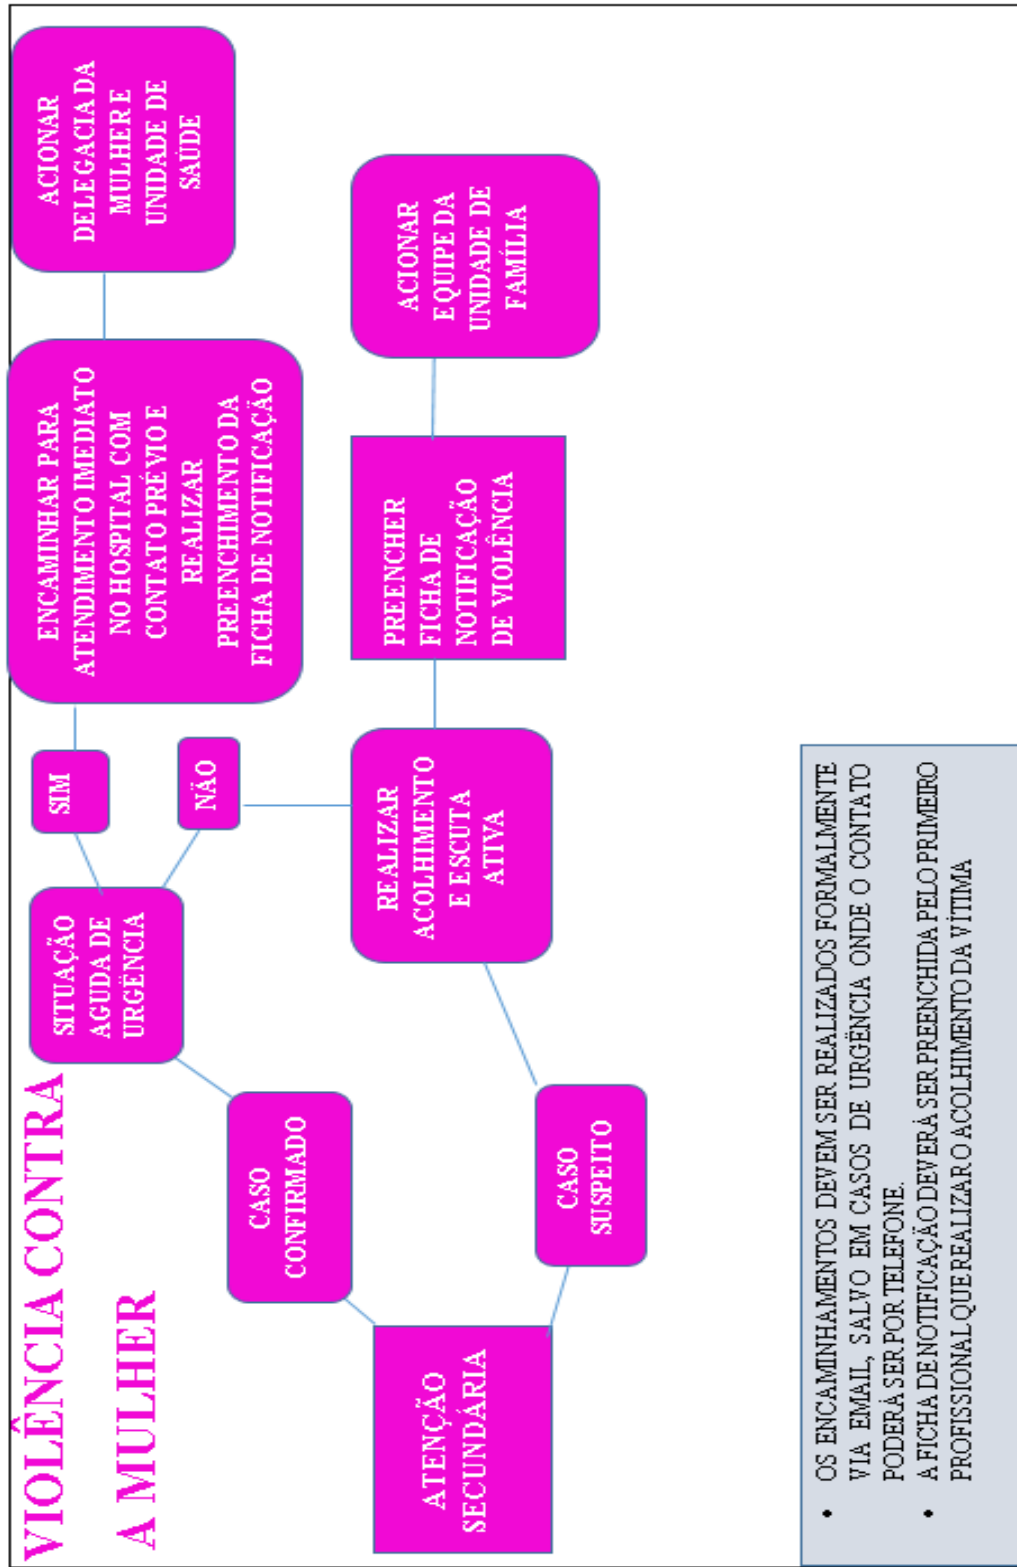 VIOLÊNCIA CONTRA
A MULHER
ATENÇÃO
SECUNDÁRIA
CASO
CONFIRMADO
CASO
SUSPEITO
SITUAÇÃO
AGUDA DE
URGÊNCIA
SIM
NÃO
REALIZAR
ACOLHIMENTO
E ESCUTA
ATIVA
ENCAMINHAR PARA
ATENDIMENTO IMEDIATO
NO HOSPITAL COM
CONTATO PRÉVIO E
REALIZAR
PREENCHIMENTO DA
FICHA DE NOTIFICAÇÃO
PREENCHER
FICHA DE
NOTIFICAÇÃO
DE VIOLÊNCIA
ACIONAR
DELEGACIA DA
MULHER E
UNIDADE DE
SAÚDE
ACIONAR
EQUIPE DA
UNIDADE DE
FAMÍLIA
• OS ENCAMINHAMENTOS DEVEM SER REALIZADOS FORMALMENTE
VIA EMAIL, SALVO EM CASOS DE URGÊNCIA ONDE O CONTATO
PODERÁ SER POR TELEFONE.
• A FICHA DE NOTIFICAÇÃO DEVERÁ SER PREENCHIDA PELO PRIMEIRO
PROFISSIONAL QUE REALIZAR O ACOLHIMENTO DA VÍTIMA